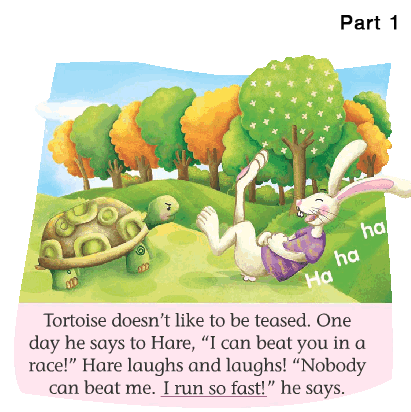 Part 1
ha
ha
Ha
Tortoise doesn't like to be teased. One
day he says to Hare, “I can beat you in a
race!” Hare laughs and laughs! “Nobody
can beat me. I run so fast!” he says.